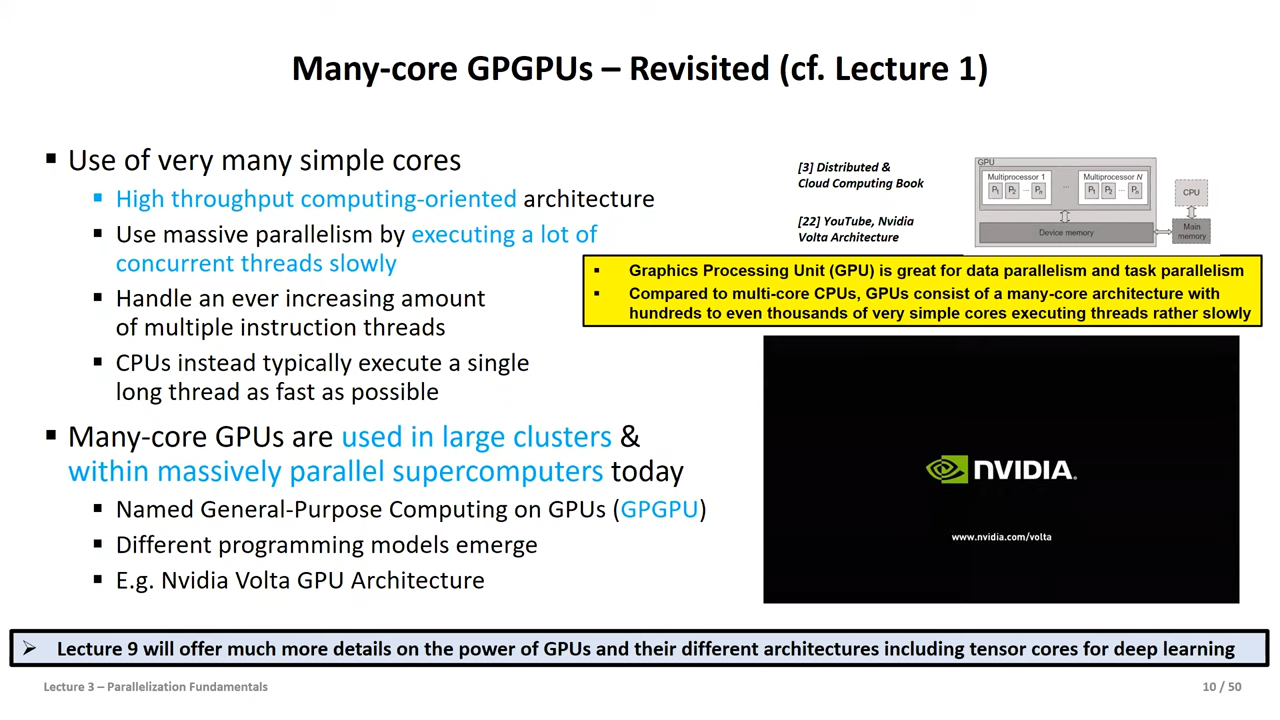 Many-core GPGPUs – Revisited (cf. Lecture 1)
▪ Use of very many simple cores
▪ High throughput computing-oriented architecture
▪ Use massive parallelism by executing a lot of
concurrent threads slowly
▪ Handle an ever increasing amount
of multiple instruction threads
▪ CPUs instead typically execute a single
long thread as fast as possible
▪ Many-core GPUs are used in large clusters &
within massively parallel supercomputers today
▪ Named General-Purpose Computing on GPUs (GPGPU)
▪ Different programming models emerge
▪ E.g. Nvidia Volta GPU Architecture
[3] Distributed &
Cloud Computing Book
[22] YouTube, Nvidia
Volta Architecture
GPU
Multiprocessor 1
P1 P2 ... Pn
...
Multiprocessor N
P1 P2 ... Pn
Device memory
CPU
Main
memory
▪ Graphics Processing Unit (GPU) is great for data parallelism and task parallelism
▪ Compared to multi-core CPUs, GPUs consist of a many-core architecture with
hundreds to even thousands of very simple cores executing threads rather slowly
NVIDIA.
www.nvidia.com/volta
➢ Lecture 9 will offer much more details on the power of GPUs and their different architectures including tensor cores for deep learning
Lecture 3 – Parallelization Fundamentals
10 / 50